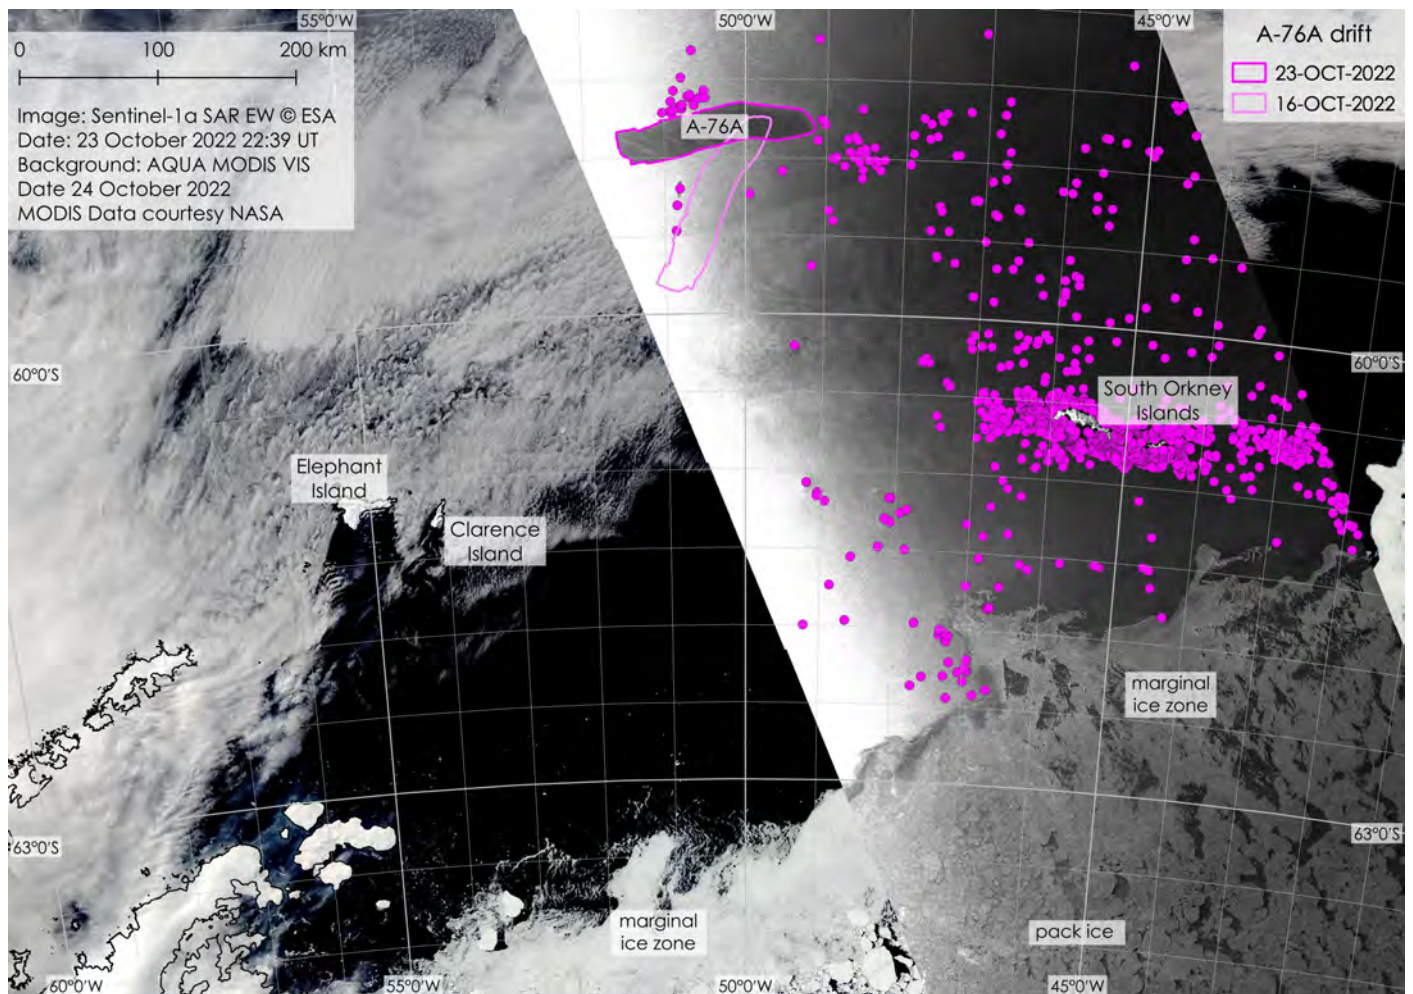 55°0'W
50°0'W
45°0'W
0 100 200 km
Image: Sentinel-1a SAR EW © ESA
Date: 23 October 2022 22:39 UT
Background: AQUA MODIS VIS
Date 24 October 2022
MODIS Data courtesy NASA
A-76A drift
23-OCT-2022
16-OCT-2022
A-76A
60°0'S
60°0'S
South Orkney
Islands
Elephant
Island
Clarence
Island
marginal
ice zone
63°0'S
63°0'S
marginal
ice zone
pack ice
60°0'W
55°0'W
50°0'W
45°0'W